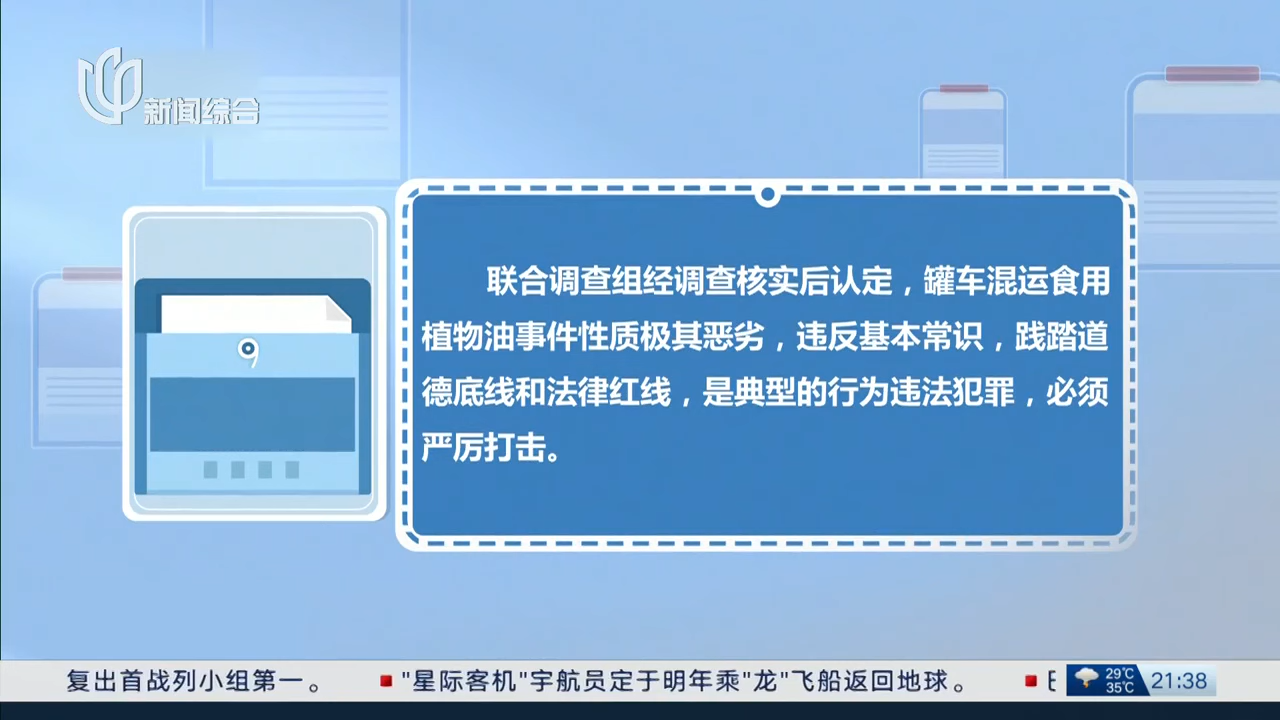 新闻综合
联合调查组经调查核实后认定，罐车混运食用
植物油事件性质极其恶劣，违反基本常识，践踏道
德底线和法律红线，是典型的行为违法犯罪，必须
严厉打击。
复出首战列小组第一。 "星际客机"宇航员定于明年乘"龙"飞船返回地球。
29℃
35℃
21:38